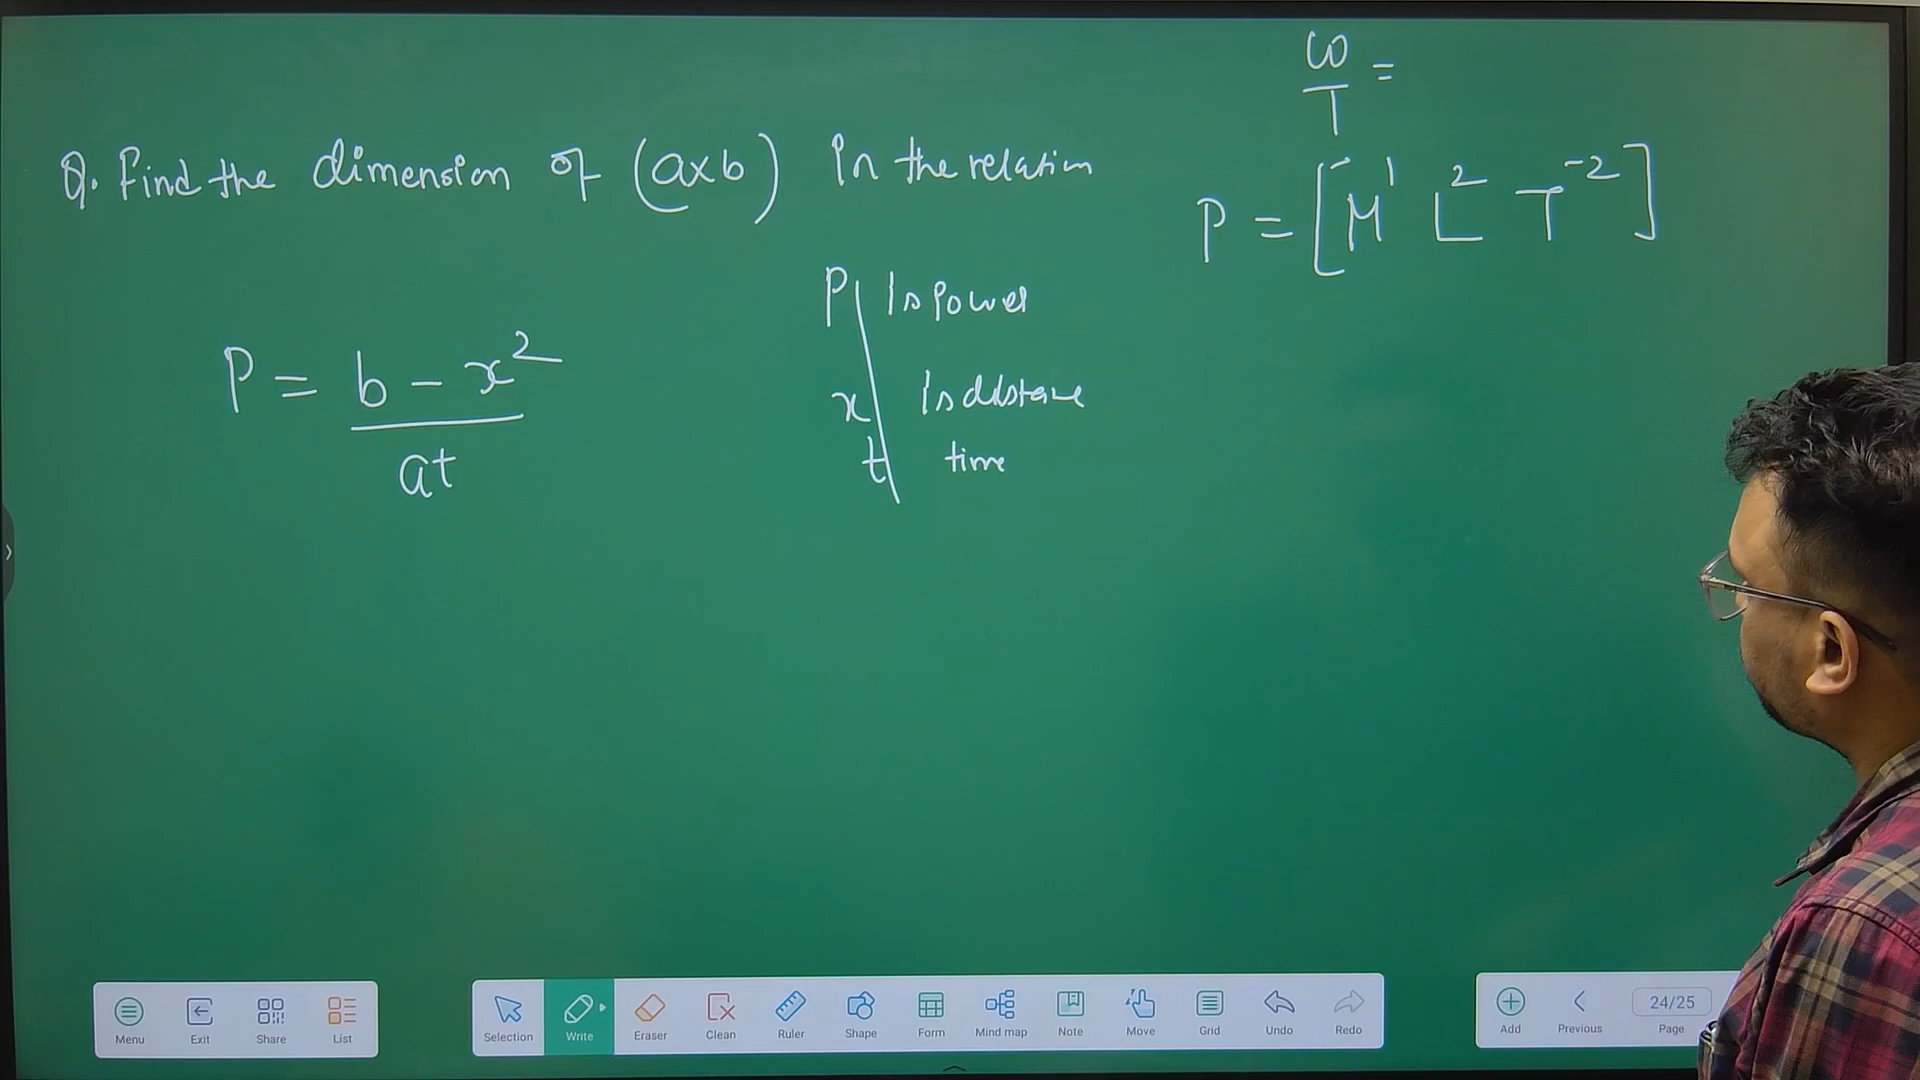 ω/T =
Q. Find the dimension of (a×b) in the relation
P = [M¹ L² T⁻²]
P is power
P = b - x²/at
x is distance
t time
Menu Exit Share List
Selection Write Eraser Clean Ruler Shape Form Mind map Note Move Grid Undo Redo
Add Previous 24/25 Page